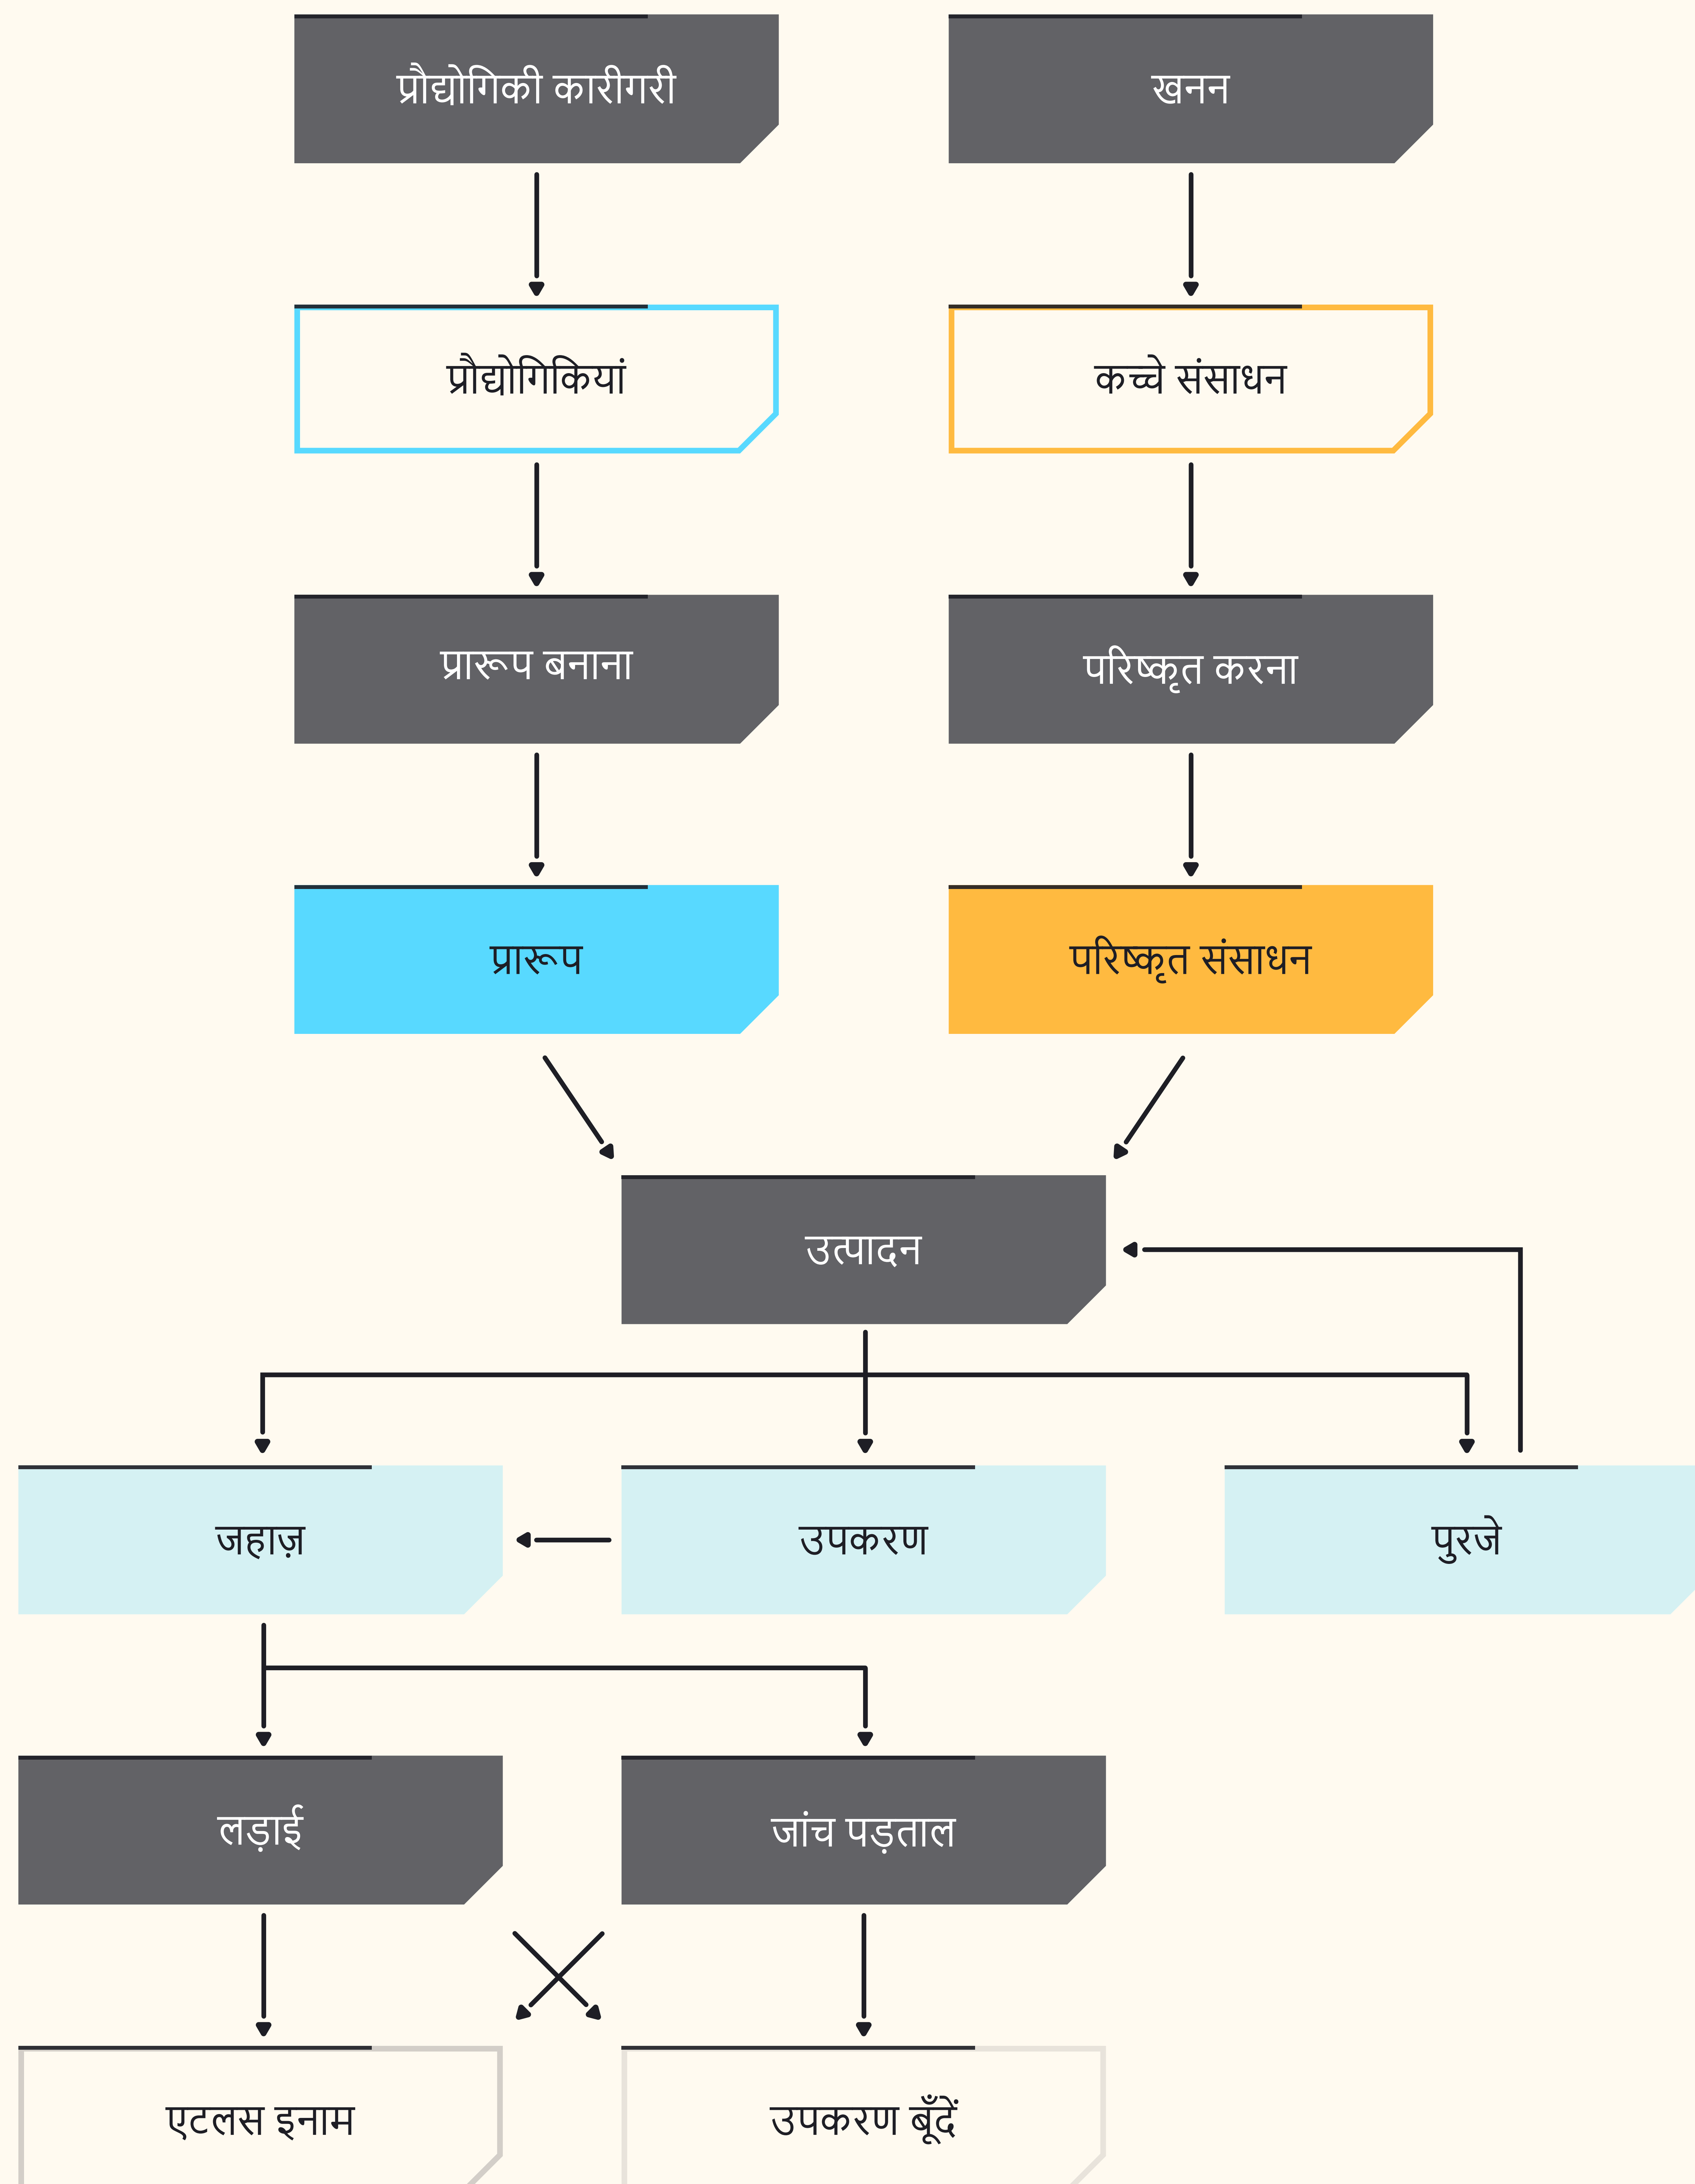 प्रौद्योगिकी कारीगरी
खनन
प्रौद्योगिकियां
कच्चे संसाधन
प्रारूप बनाना
परिष्कृत करना
प्रारूप
परिष्कृत संसाधन
उत्पादन
जहाज़
उपकरण
पुरजे
लड़ाई
जांच पड़ताल
एटलस इनाम
उपकरण बूँदें